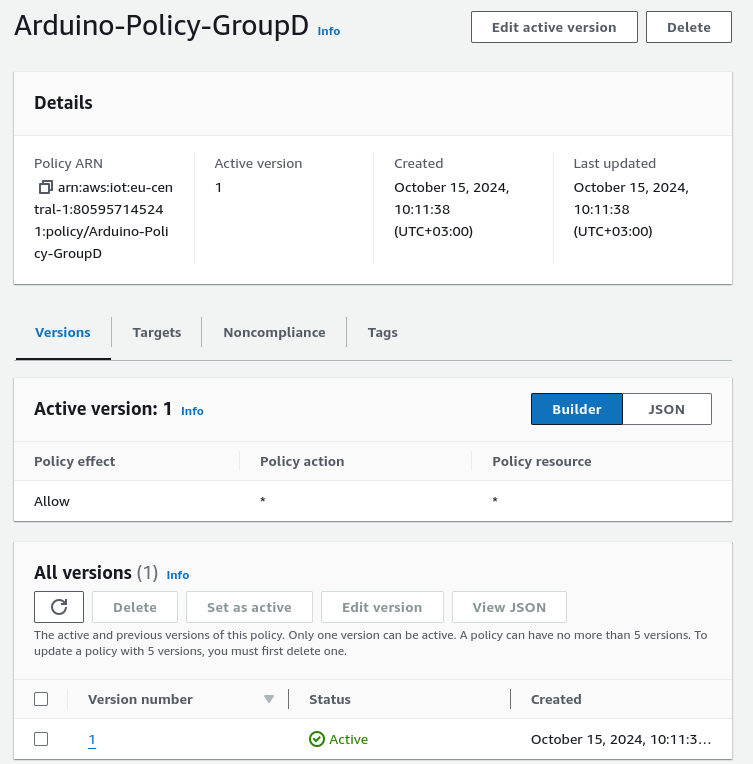 Arduino-Policy-GroupD Info
Edit active version
Delete
Details
Policy ARN
arn:aws:iot:eu-cen
tral-1:80595714524
1:policy/Arduino-Poli
cy-GroupD
Active version
1
Created
October 15, 2024,
10:11:38
(UTC+03:00)
Last updated
October 15, 2024,
10:11:38
(UTC+03:00)
Versions Targets Noncompliance Tags
Active version: 1 Info
Builder JSON
Policy effect Policy action Policy resource
Allow * *
All versions (1) Info
Delete Set as active Edit version View JSON
The active and previous versions of this policy. Only one version can be active. A policy can have no more than 5 versions. To
update a policy with 5 versions, you must first delete one.
Version number Status Created
1 Active October 15, 2024, 10:11:3...